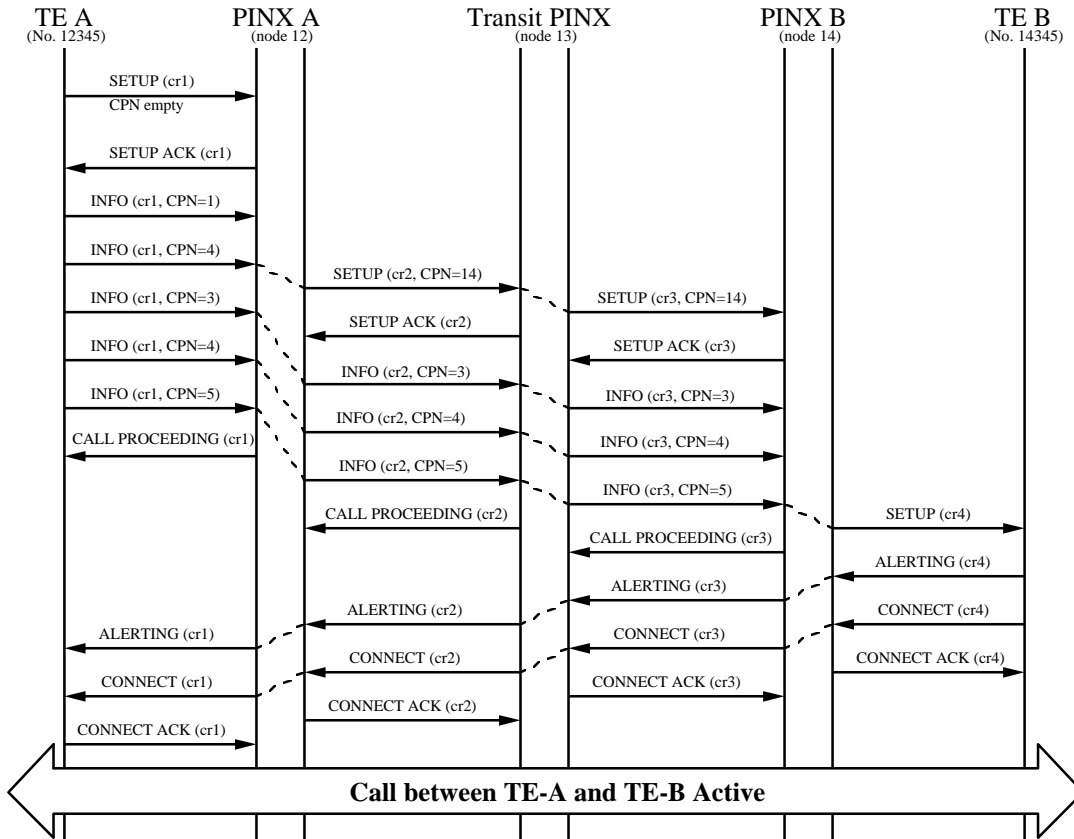 TE A PINX A Transit PINX PINX B TE B
(No. 12345) (node 12) (node 13) (node 14) (No. 14345)
SETUP (cr1)
CPN empty
SETUP ACK (cr1)
INFO (cr1, CPN=1)
INFO (cr1, CPN=4)
SETUP (cr2, CPN=14)
INFO (cr1, CPN=3) SETUP (cr3, CPN=14)
SETUP ACK (cr2)
INFO (cr1, CPN=4) SETUP ACK (cr3)
INFO (cr2, CPN=3)
INFO (cr1, CPN=5) INFO (cr3, CPN=3)
INFO (cr2, CPN=4)
CALL PROCEEDING (cr1) INFO (cr3, CPN=4)
INFO (cr2, CPN=5)
INFO (cr3, CPN=5)
CALL PROCEEDING (cr2) SETUP (cr4)
CALL PROCEEDING (cr3)
ALERTING (cr4)
ALERTING (cr3)
ALERTING (cr2) CONNECT (cr4)
ALERTING (cr1) CONNECT (cr3)
CONNECT (cr2) CONNECT ACK (cr4)
CONNECT (cr1) CONNECT ACK (cr3)
CONNECT ACK (cr2)
CONNECT ACK (cr1)
Call between TE-A and TE-B Active